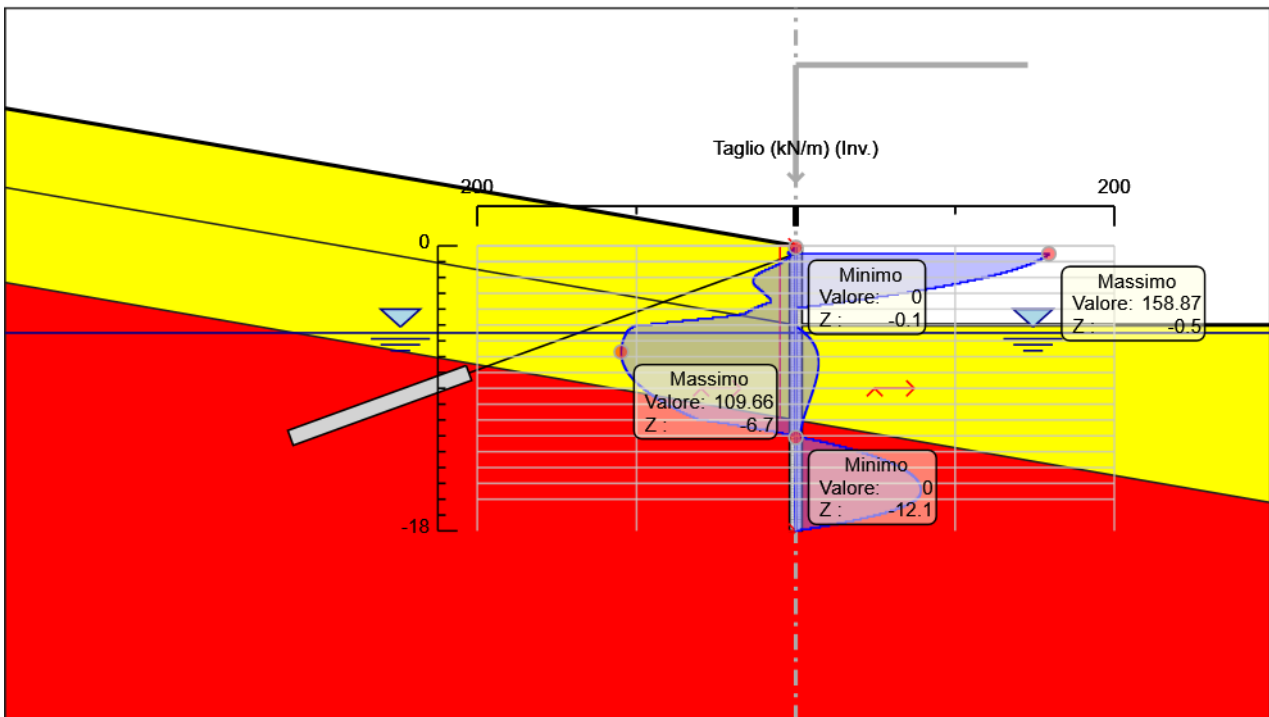 Taglio (kN/m) (Inv.)
200
200
0
Minimo
Valore: 0
Z : -0.1
Massimo
Valore: 158.87
Z : -0.5
Massimo
Valore: 109.66
Z : -6.7
Minimo
Valore: 0
Z : -12.1
-18